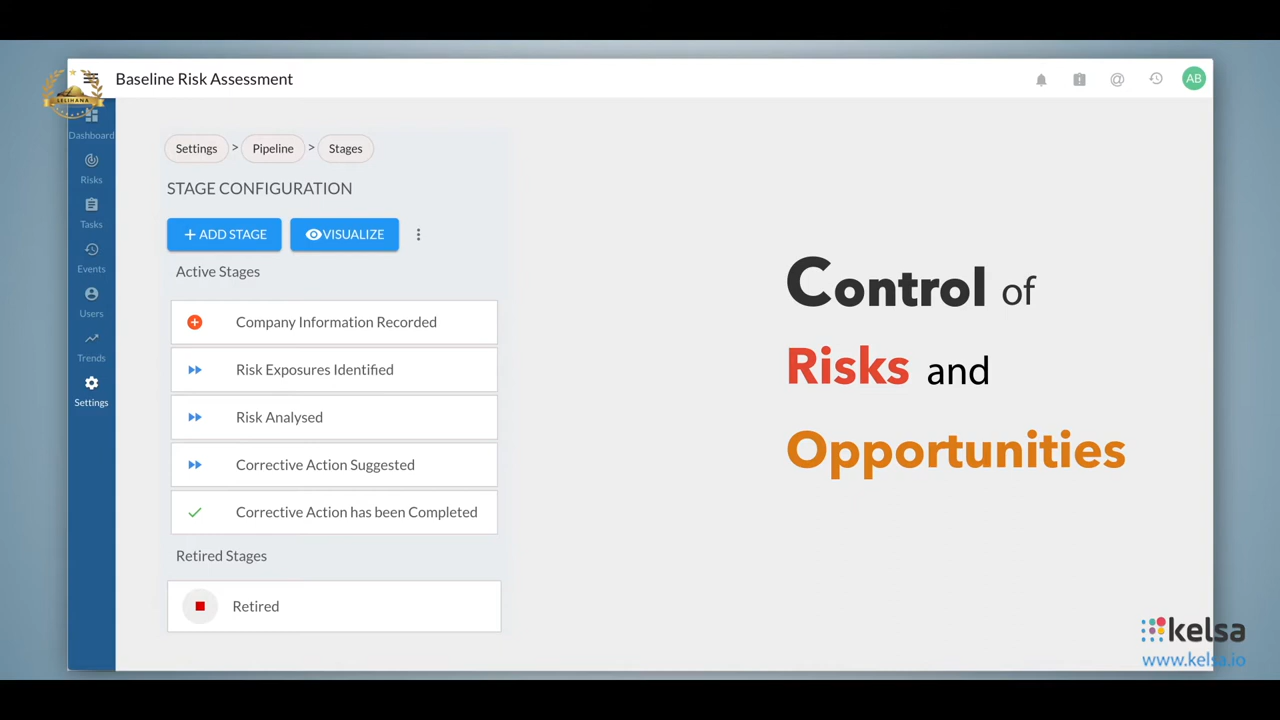 Baseline Risk Assessment
AB
LELIHANA
Dashboard
Risks
Tasks
Events
Users
Trends
Settings
Settings > Pipeline > Stages
STAGE CONFIGURATION
+ ADD STAGE
VISUALIZE
Active Stages
Company Information Recorded
Risk Exposures Identified
Risk Analysed
Corrective Action Suggested
Corrective Action has been Completed
Retired Stages
Retired
Control of
Risks and
Opportunities
kelsa
www.kelsa.io